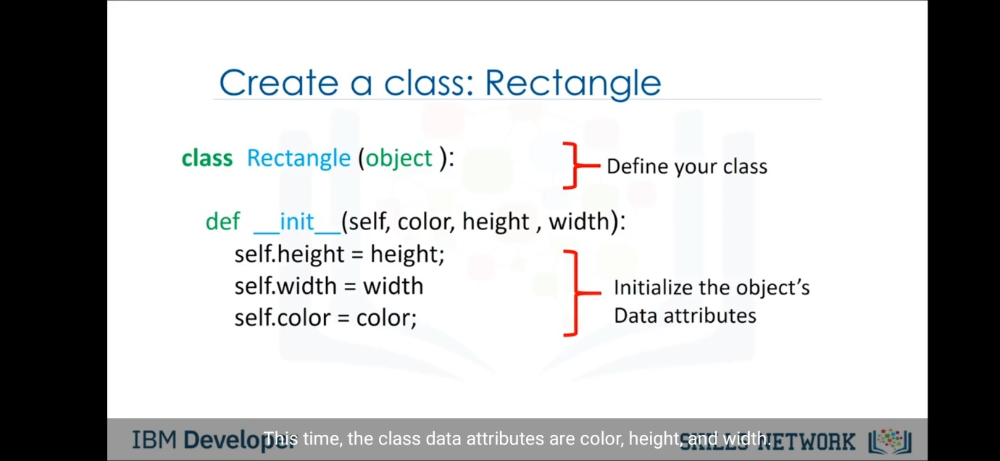 Create a class: Rectangle
class Rectangle (object ):
Define your class
def __init__(self, color, height , width):
self.height = height;
self.width = width
self.color = color;
Initialize the object’s
Data attributes
IBM Developer
SKILLS NETWORK
This time, the class data attributes are color, height, and width.